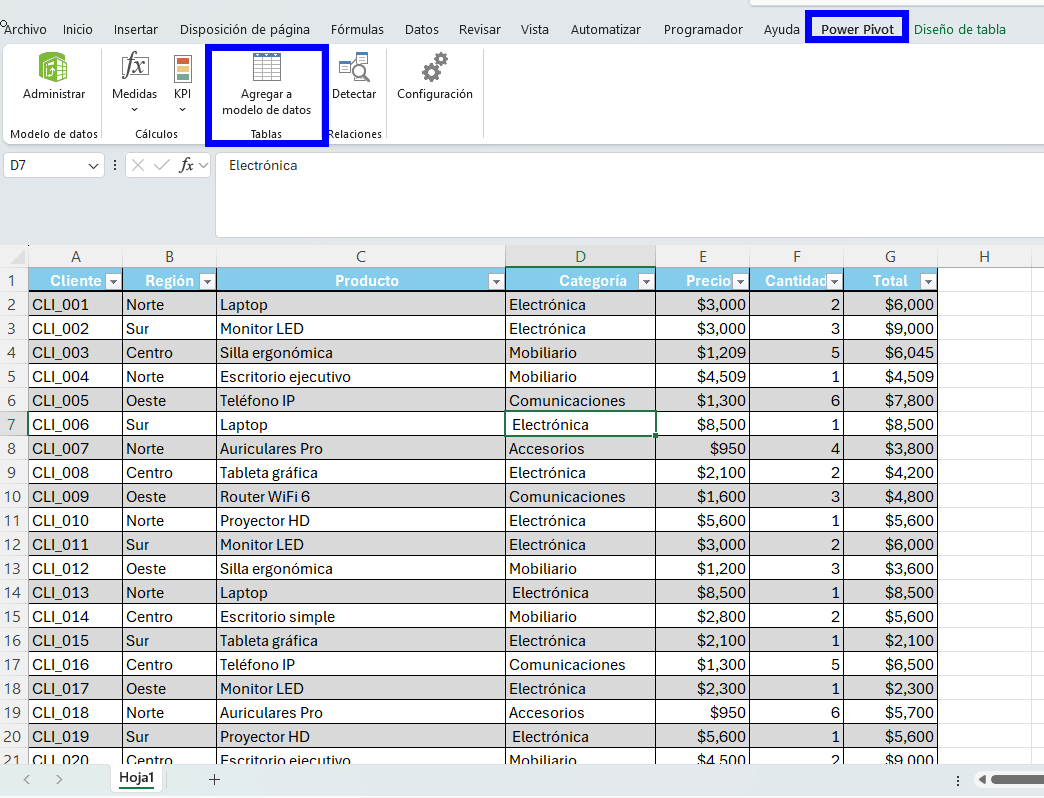 Archivo Inicio Insertar Disposición de página Fórmulas Datos Revisar Vista Automatizar Programador Ayuda Power Pivot Diseño de tabla
Administrar Medidas KPI Agregar a modelo de datos Detectar Configuración
Modelo de datos Cálculos Tablas Relaciones
D7 fx Electrónica
A B C D E F G H
1 Cliente Región Producto Categoría Precio Cantidad Total
2 CLI_001 Norte Laptop Electrónica $3,000 2 $6,000
3 CLI_002 Sur Monitor LED Electrónica $3,000 3 $9,000
4 CLI_003 Centro Silla ergonómica Mobiliario $1,209 5 $6,045
5 CLI_004 Norte Escritorio ejecutivo Mobiliario $4,509 1 $4,509
6 CLI_005 Oeste Teléfono IP Comunicaciones $1,300 6 $7,800
7 CLI_006 Sur Laptop Electrónica $8,500 1 $8,500
8 CLI_007 Norte Auriculares Pro Accesorios $950 4 $3,800
9 CLI_008 Centro Tableta gráfica Electrónica $2,100 2 $4,200
10 CLI_009 Oeste Router WiFi 6 Comunicaciones $1,600 3 $4,800
11 CLI_010 Norte Proyector HD Electrónica $5,600 1 $5,600
12 CLI_011 Sur Monitor LED Electrónica $3,000 2 $6,000
13 CLI_012 Oeste Silla ergonómica Mobiliario $1,200 3 $3,600
14 CLI_013 Norte Laptop Electrónica $8,500 1 $8,500
15 CLI_014 Centro Escritorio simple Mobiliario $2,800 2 $5,600
16 CLI_015 Sur Tableta gráfica Electrónica $2,100 1 $2,100
17 CLI_016 Centro Teléfono IP Comunicaciones $1,300 5 $6,500
18 CLI_017 Oeste Monitor LED Electrónica $2,300 1 $2,300
19 CLI_018 Norte Auriculares Pro Accesorios $950 6 $5,700
20 CLI_019 Sur Proyector HD Electrónica $5,600 1 $5,600
21 CLI_020 Centro Escritorio ejecutivo Mobiliario $4,500 2 $9,000
Hoja1